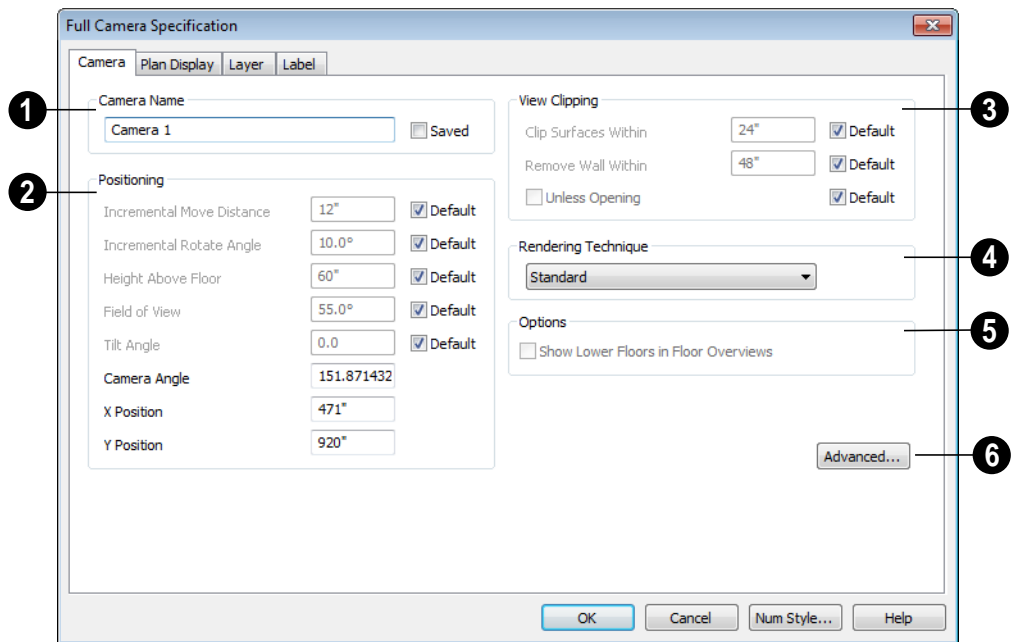 Full Camera Specification
Camera Plan Display Layer Label
1
Camera Name
Camera 1 Saved
2
Positioning
Incremental Move Distance 12" Default
Incremental Rotate Angle 10.0° Default
Height Above Floor 60" Default
Field of View 55.0° Default
Tilt Angle 0.0 Default
Camera Angle 151.871432
X Position 471"
Y Position 920"
View Clipping
3
Clip Surfaces Within 24" Default
Remove Wall Within 48" Default
Unless Opening Default
Rendering Technique
4
Standard
Options
5
Show Lower Floors in Floor Overviews
Advanced... 6
OK Cancel Num Style... Help